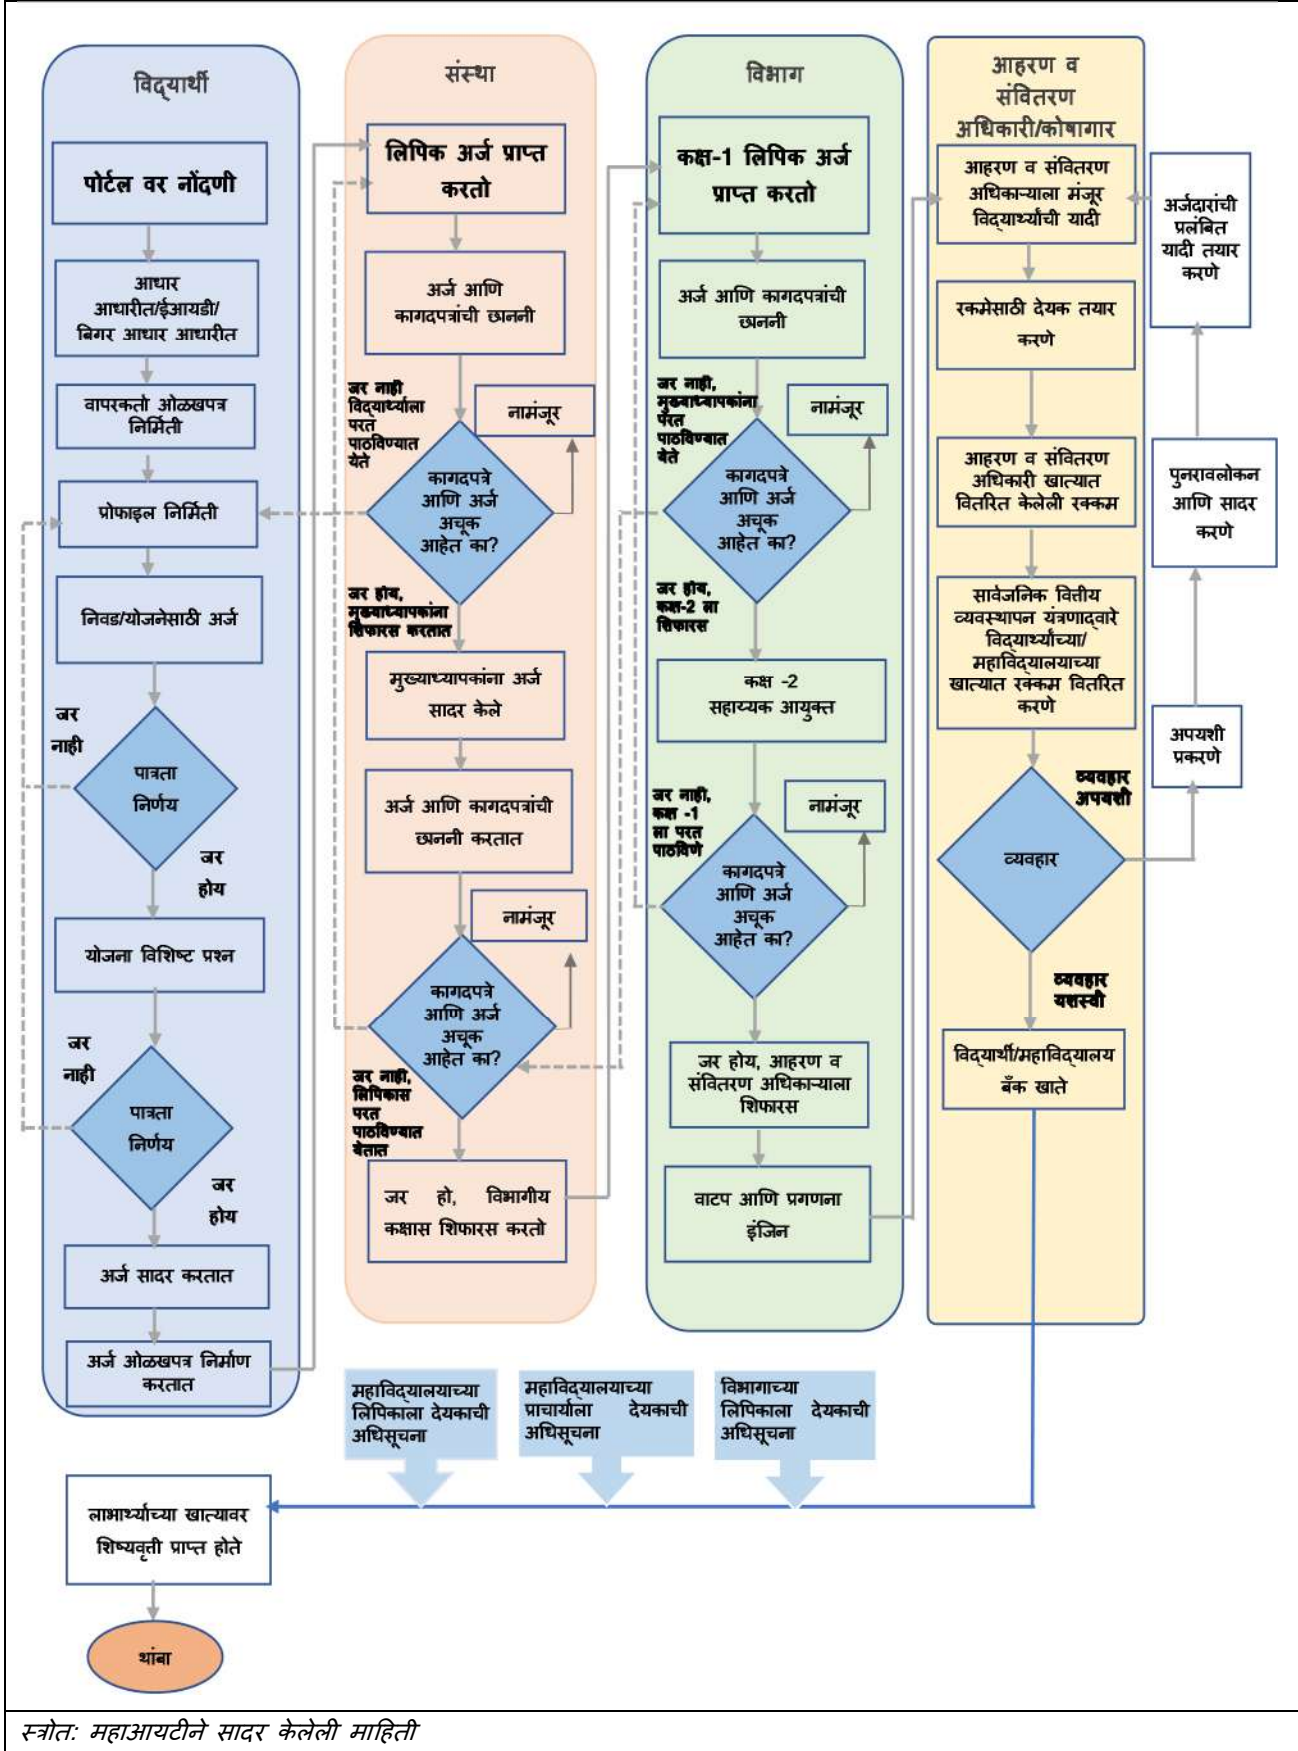 विद्यार्थी
पोर्टल वर नोंदणी
आधार
आधारीत/ईआयडी/
बिगर आधार आधारीत
वापरकर्ता ओळखपत्र
निर्मिती
प्रोफाइल निर्मिती
निवड/योजनेसाठी अर्ज
जर
नाही
पात्रता
निर्णय
जर
होय
योजना विशिष्ट प्रश्न
जर
नाही
पात्रता
निर्णय
जर
होय
अर्ज सादर करतात
अर्ज ओळखपत्र निर्माण
करतात
संस्था
लिपिक अर्ज प्राप्त
करतो
अर्ज आणि
कागदपत्रांची छाननी
जर नाही
विद्यार्थ्याला
परत
पाठविण्यात
येते
नामंजूर
कागदपत्रे
आणि अर्ज
अचूक
आहेत का?
जर होय,
मुख्याध्यापकांना
शिफारस करतात
मुख्याध्यापकांना अर्ज
सादर केले
अर्ज आणि कागदपत्रांची
छाननी करतात
नामंजूर
कागदपत्रे
आणि अर्ज
अचूक
आहेत का?
जर नाही,
लिपिकास
परत
पाठविण्यात
येतात
जर हो, विभागीय
कक्षास शिफारस करतो
विभाग
कक्ष-1 लिपिक अर्ज
प्राप्त करतो
अर्ज आणि कागदपत्रांची
छाननी
जर नाही,
मुख्याध्यापकांना
परत
पाठविण्यात
येते
नामंजूर
कागदपत्रे
आणि अर्ज
अचूक
आहेत का?
जर होय,
कक्ष-2 ला
शिफारस
कक्ष -2
सहाय्यक आयुक्त
जर नाही,
कक्ष -1
ला परत
पाठविणे
नामंजूर
कागदपत्रे
आणि अर्ज
अचूक
आहेत का?
जर होय, आहरण व
संवितरण अधिकाऱ्याला
शिफारस
वाटप आणि प्रगणना
इंजिन
आहरण व
संवितरण
अधिकारी/कोषागार
आहरण व संवितरण
अधिकाऱ्याला मंजूर
विद्यार्थ्यांची यादी
रकमेसाठी देयक तयार
करणे
आहरण व संवितरण
अधिकारी खात्यात
वितरित केलेली रक्कम
सार्वजनिक वित्तीय
व्यवस्थापन यंत्रणाद्वारे
विद्यार्थ्यांच्या/
महाविद्यालयाच्या
खात्यात रक्कम वितरित
करणे
व्यवहार
अपयशी
व्यवहार
व्यवहार
यशस्वी
विद्यार्थी/महाविद्यालय
बँक खाते
अर्जदारांची
प्रलंबित
यादी तयार
करणे
पुनरावलोकन
आणि सादर
करणे
अपयशी
प्रकरणे
महाविद्यालयाच्या
लिपिकाला देयकाची
अधिसूचना
महाविद्यालयाच्या
प्राचार्याला देयकाची
अधिसूचना
विभागाच्या
लिपिकाला देयकाची
अधिसूचना
लाभार्थ्याच्या खात्यावर
शिष्यवृत्ती प्राप्त होते
थांबा
स्त्रोत: महाआयटीने सादर केलेली माहिती